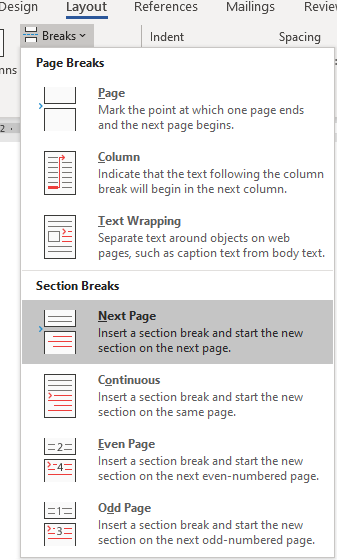 Design Layout References Mailings Review
Breaks Indent Spacing
Page Breaks
Page
Mark the point at which one page ends
and the next page begins.
Column
Indicate that the text following the column
break will begin in the next column.
Text Wrapping
Separate text around objects on web
pages, such as caption text from body text.
Section Breaks
Next Page
Insert a section break and start the new
section on the next page.
Continuous
Insert a section break and start the new
section on the same page.
=2=
=4=
Even Page
Insert a section break and start the new
section on the next even-numbered page.
=1=
=3=
Odd Page
Insert a section break and start the new
section on the next odd-numbered page.